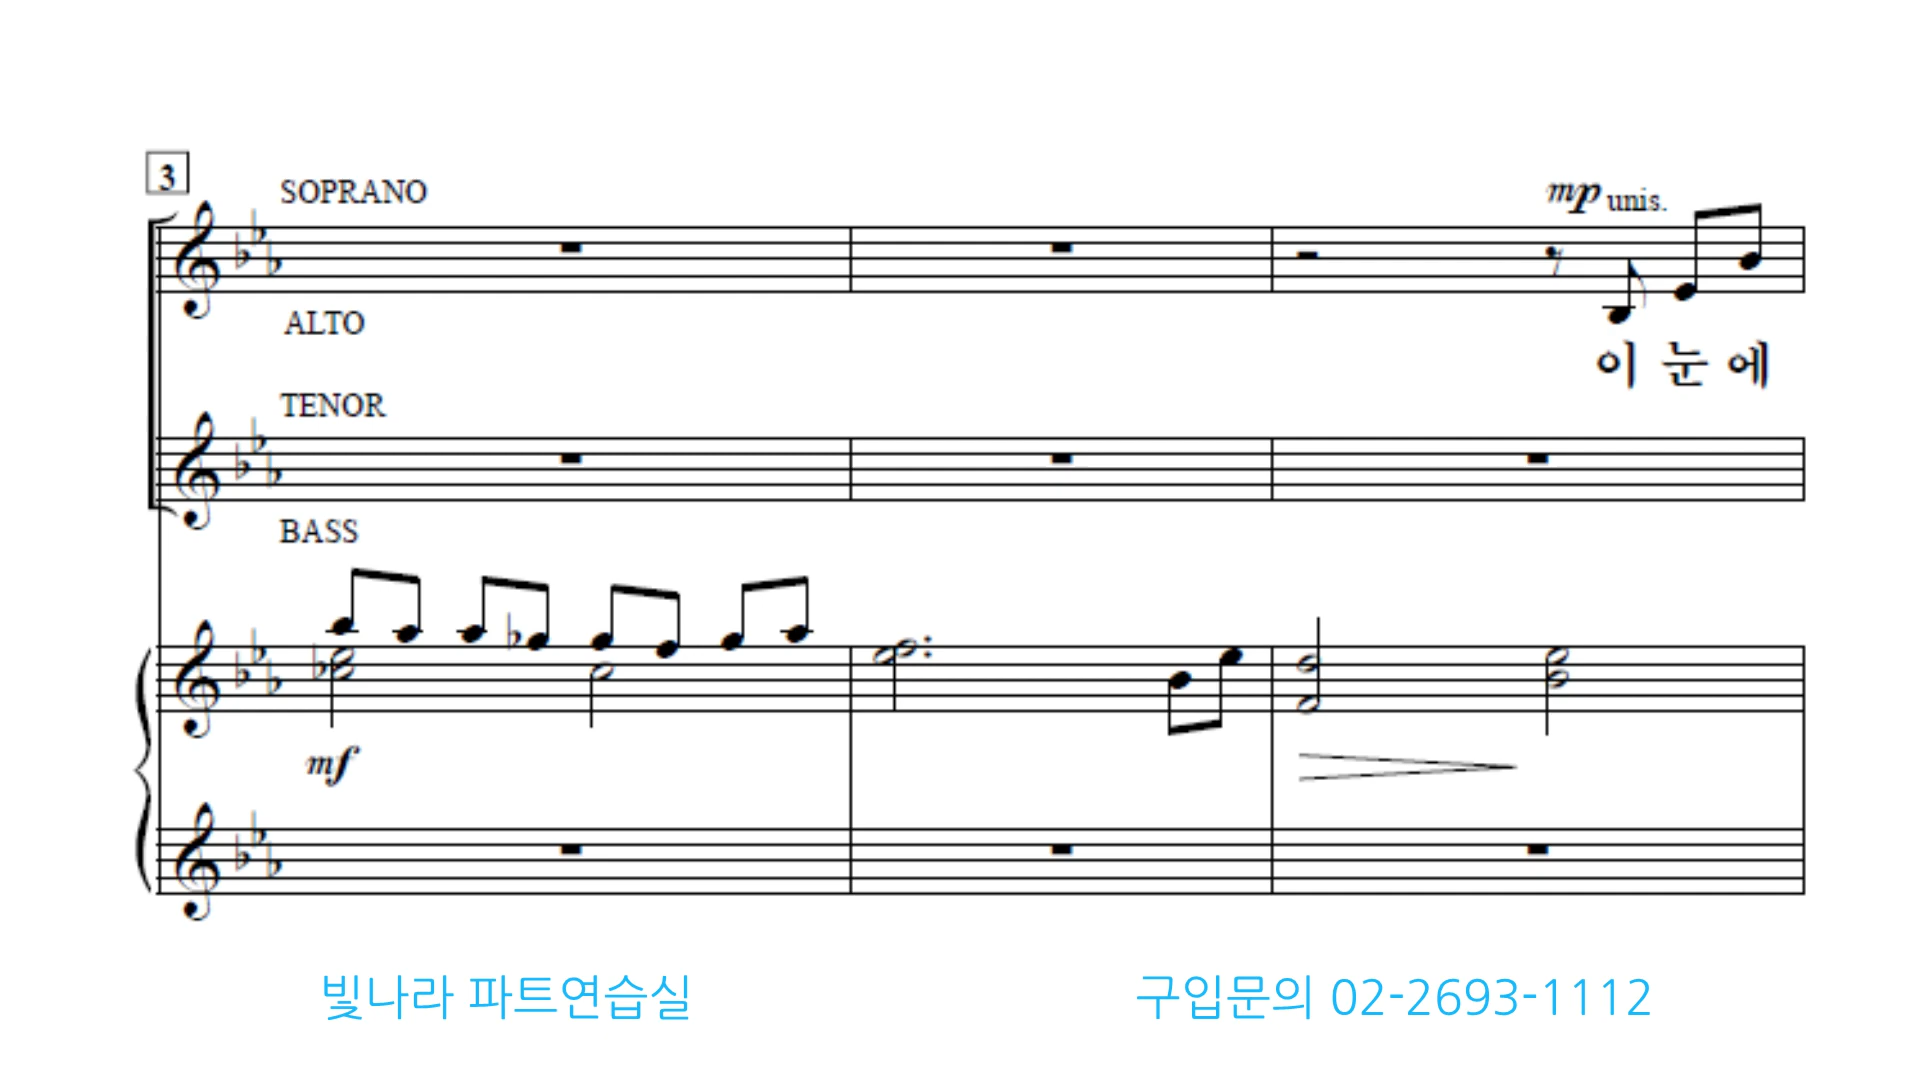 3
SOPRANO
mp unis.
ALTO
이 눈 에
TENOR
BASS
mf
빛나라 파트연습실
구입문의 02-2693-1112